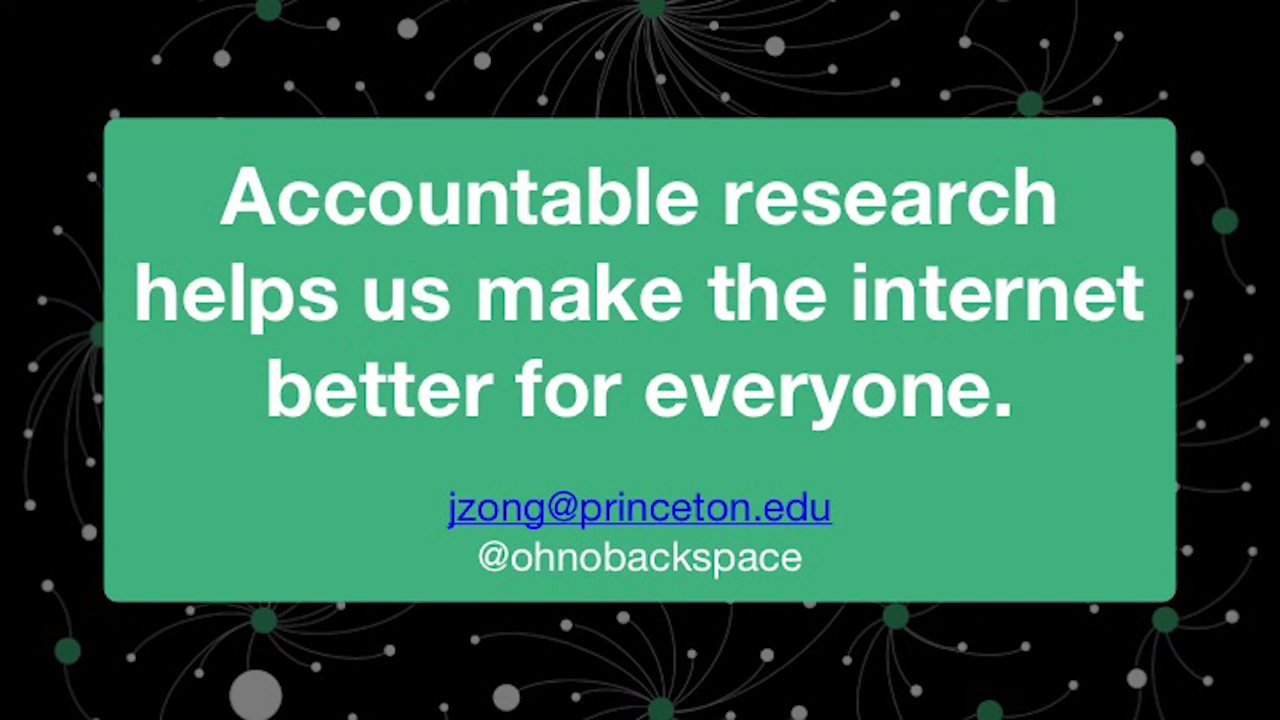 Accountable research
helps us make the internet
better for everyone.
jzong@princeton.edu
@ohnobackspace